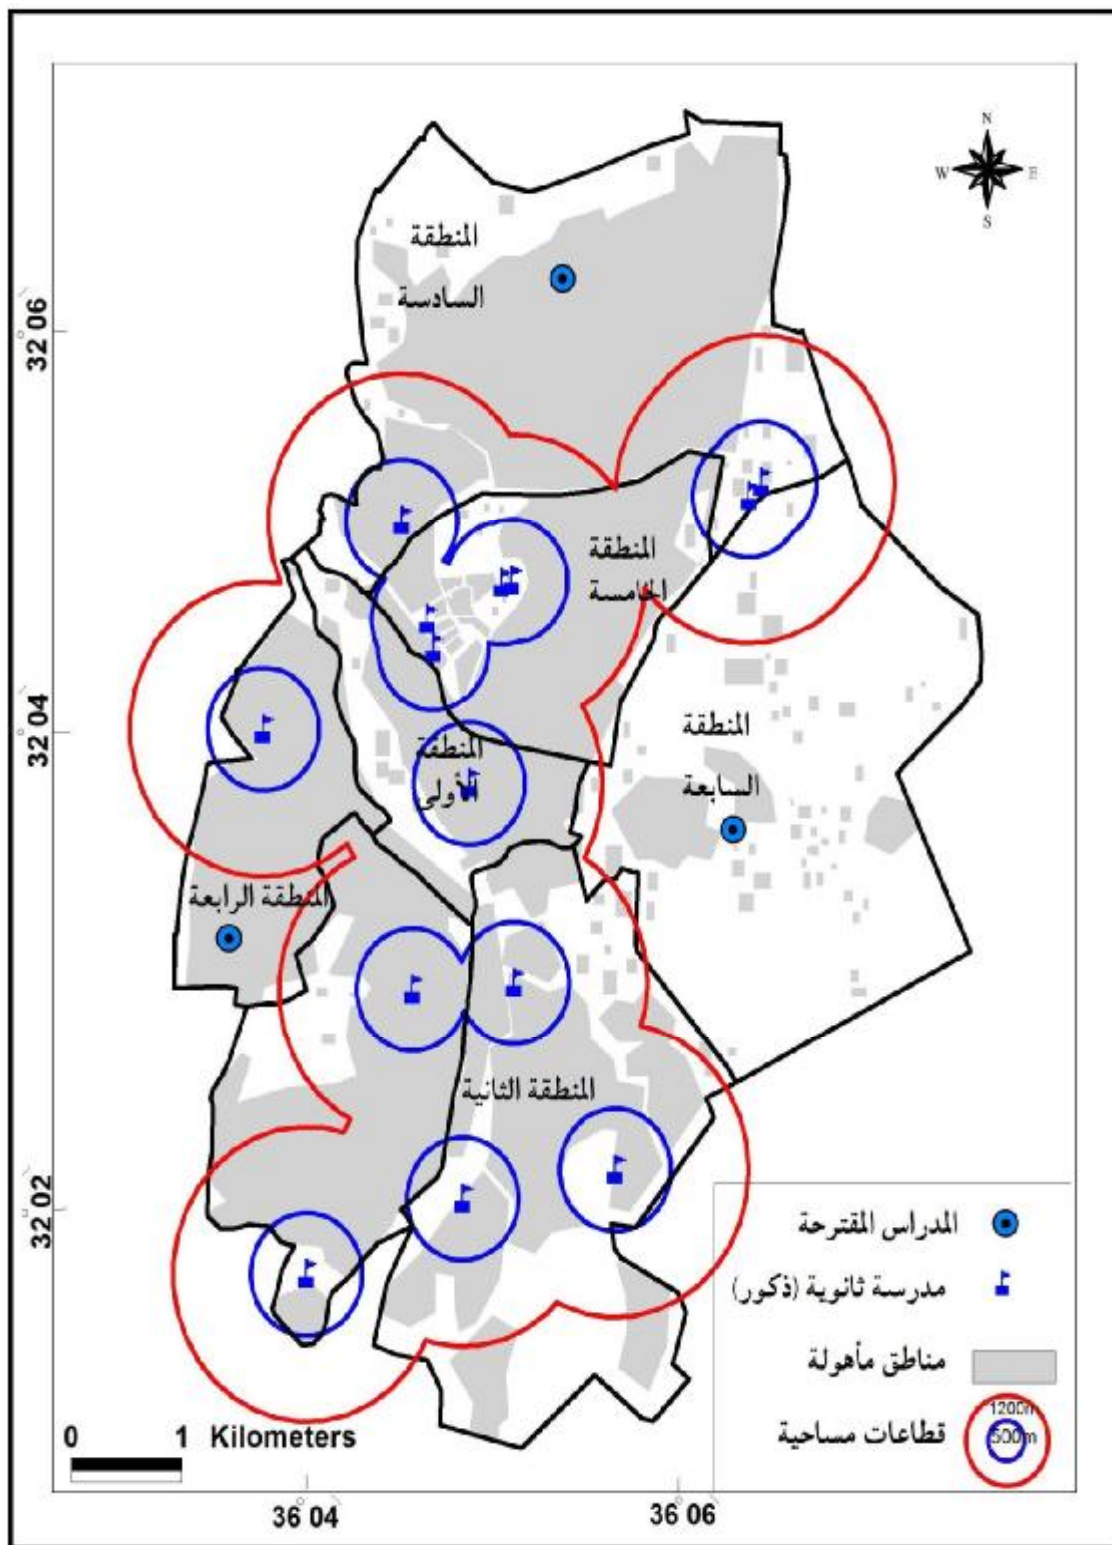 N
W E
S
المنطقة
السادسة
32 06
المنطقة
الخامسة
32 04
المنطقة
السابعة
المنطقة
الأولى
المنطقة الرابعة
المنطقة الثانية
32 02
المدراس المقترحة
مدرسة ثانوية (ذكور)
مناطق مأهولة
قطاعات مساحية
1200m
500m
0 1 Kilometers
36 04 36 06